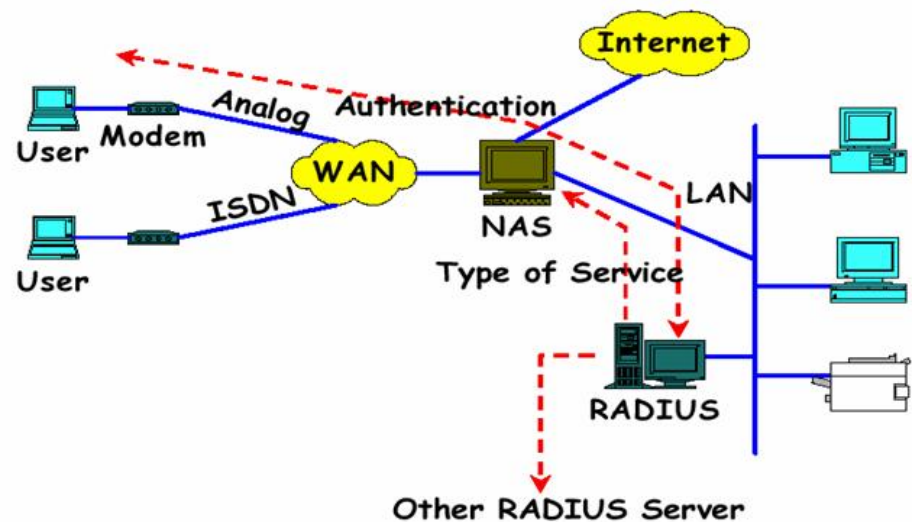 Internet
Analog
Authentication
User
Modem
WAN
ISDN
LAN
NAS
User
Type of Service
RADIUS
Other RADIUS Server